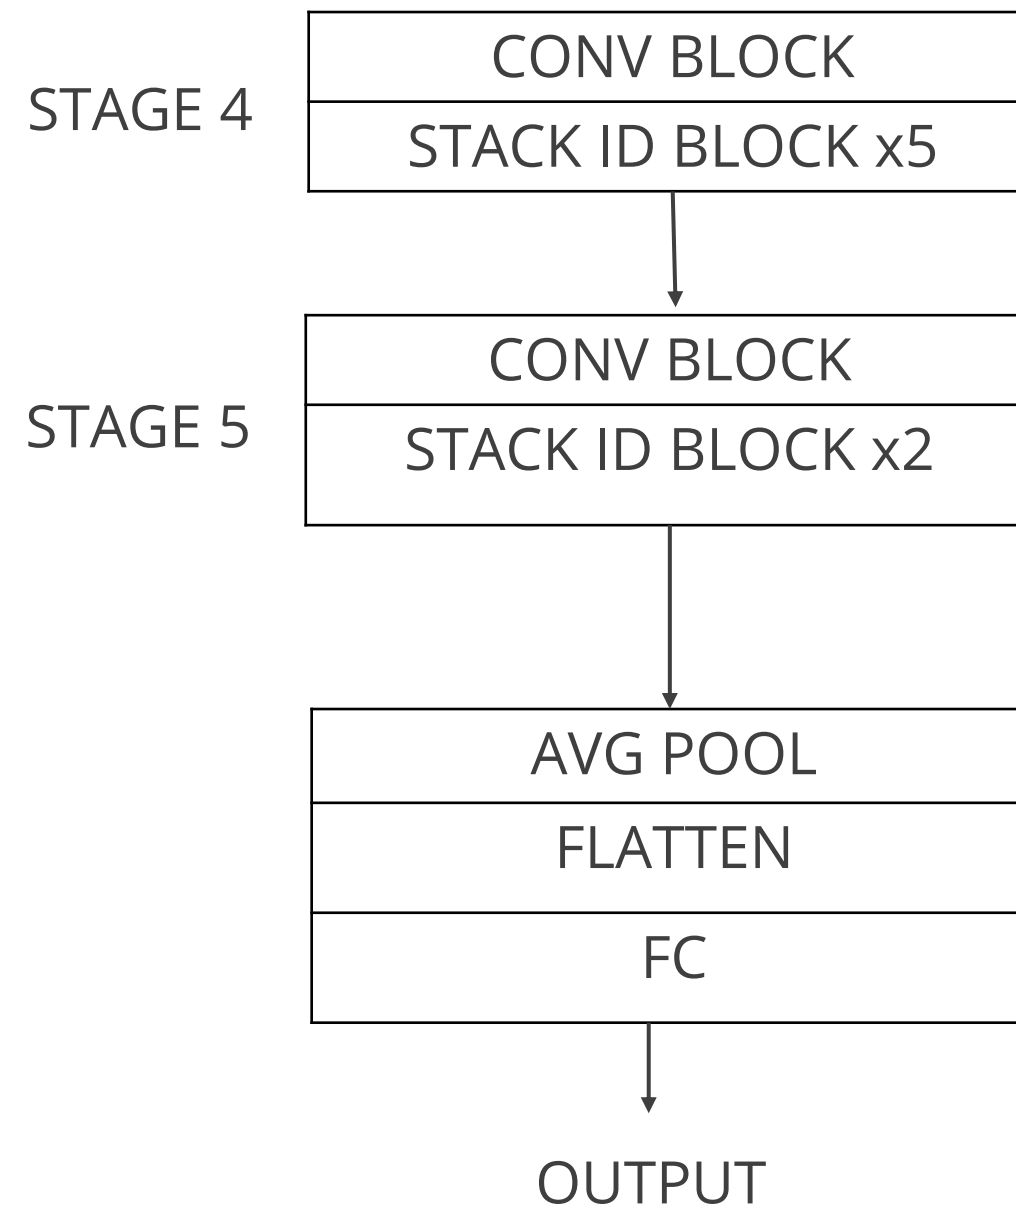 CONV BLOCK
STAGE 4
STACK ID BLOCK x5
CONV BLOCK
STAGE 5
STACK ID BLOCK x2
AVG POOL
FLATTEN
FC
OUTPUT